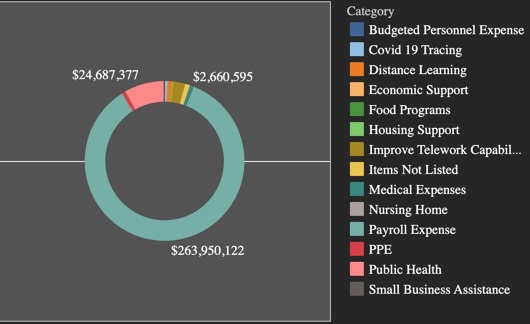 Category
$24,687,377
$2,660,595
$263,950,122
Budgeted Personnel Expense
Covid 19 Tracing
Distance Learning
Economic Support
Food Programs
Housing Support
Improve Telework Capabil...
Items Not Listed
Medical Expenses
Nursing Home
Payroll Expense
PPE
Public Health
Small Business Assistance